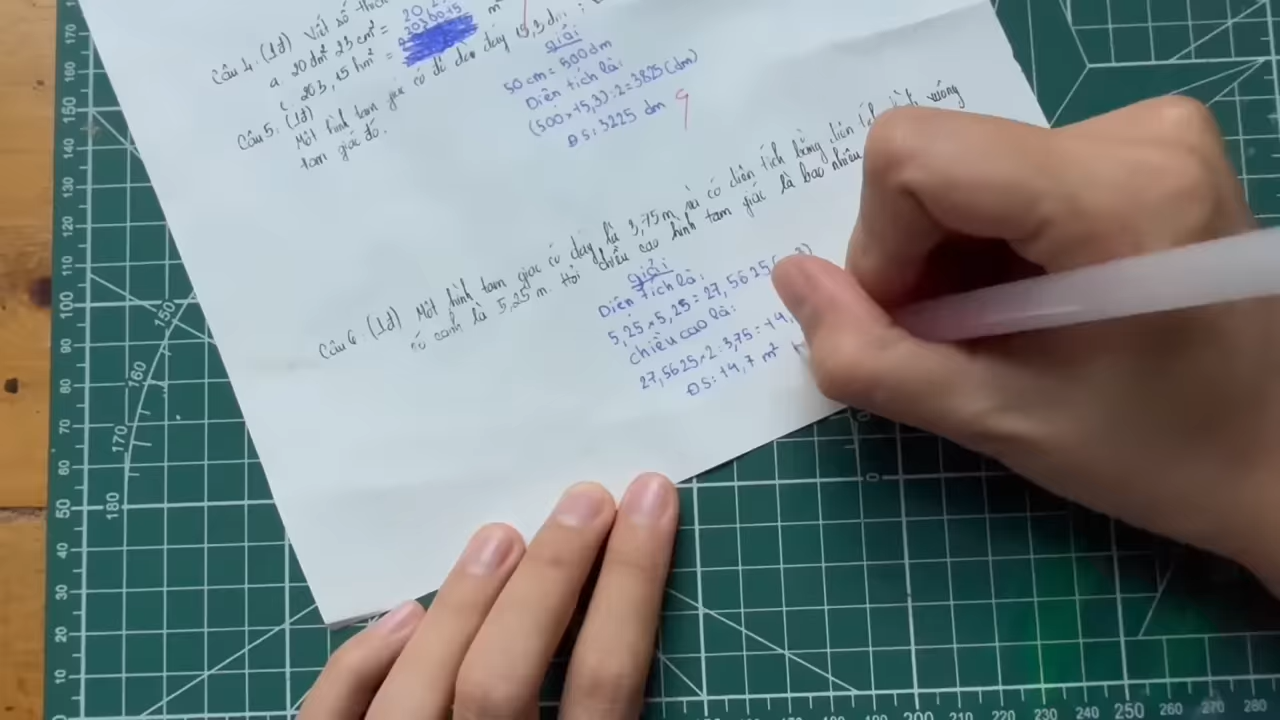 Câu 4: (1đ) Viết số thích
a. 20 dm² 23 cm² =
c. 203,15 hm² = m
Câu 5: (1đ)
Một hình tam giác có độ dài đáy 15,3 dm
tam giác đó.
giải
50 cm = 500 dm
Diện tích là:
(500 × 15,3) : 2 = 3825 (dm)
ĐS: 3225 dm
Câu 6: (1đ) Một hình tam giác có đáy là 3,75 m và có diện tích bằng diện tích hình vuông
có cạnh là 5,25 m. Hỏi chiều cao hình tam giác là bao nhiêu
giải
Diện tích là:
5,25 × 5,25 = 27,5625
chiều cao là:
27,5625 × 2 : 3,75 = 14,
ĐS: 14,7 m²